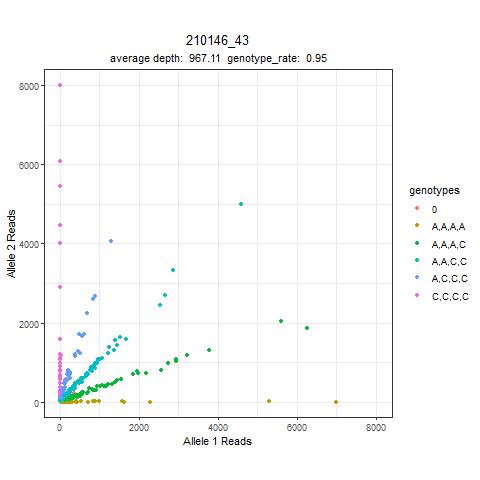 210146_43
average depth:  967.11  genotype_rate:  0.95
8000
6000
4000
2000
0
Allele 2 Reads
0
2000
4000
6000
8000
Allele 1 Reads
genotypes
0
A,A,A,A
A,A,A,C
A,A,C,C
A,C,C,C
C,C,C,C